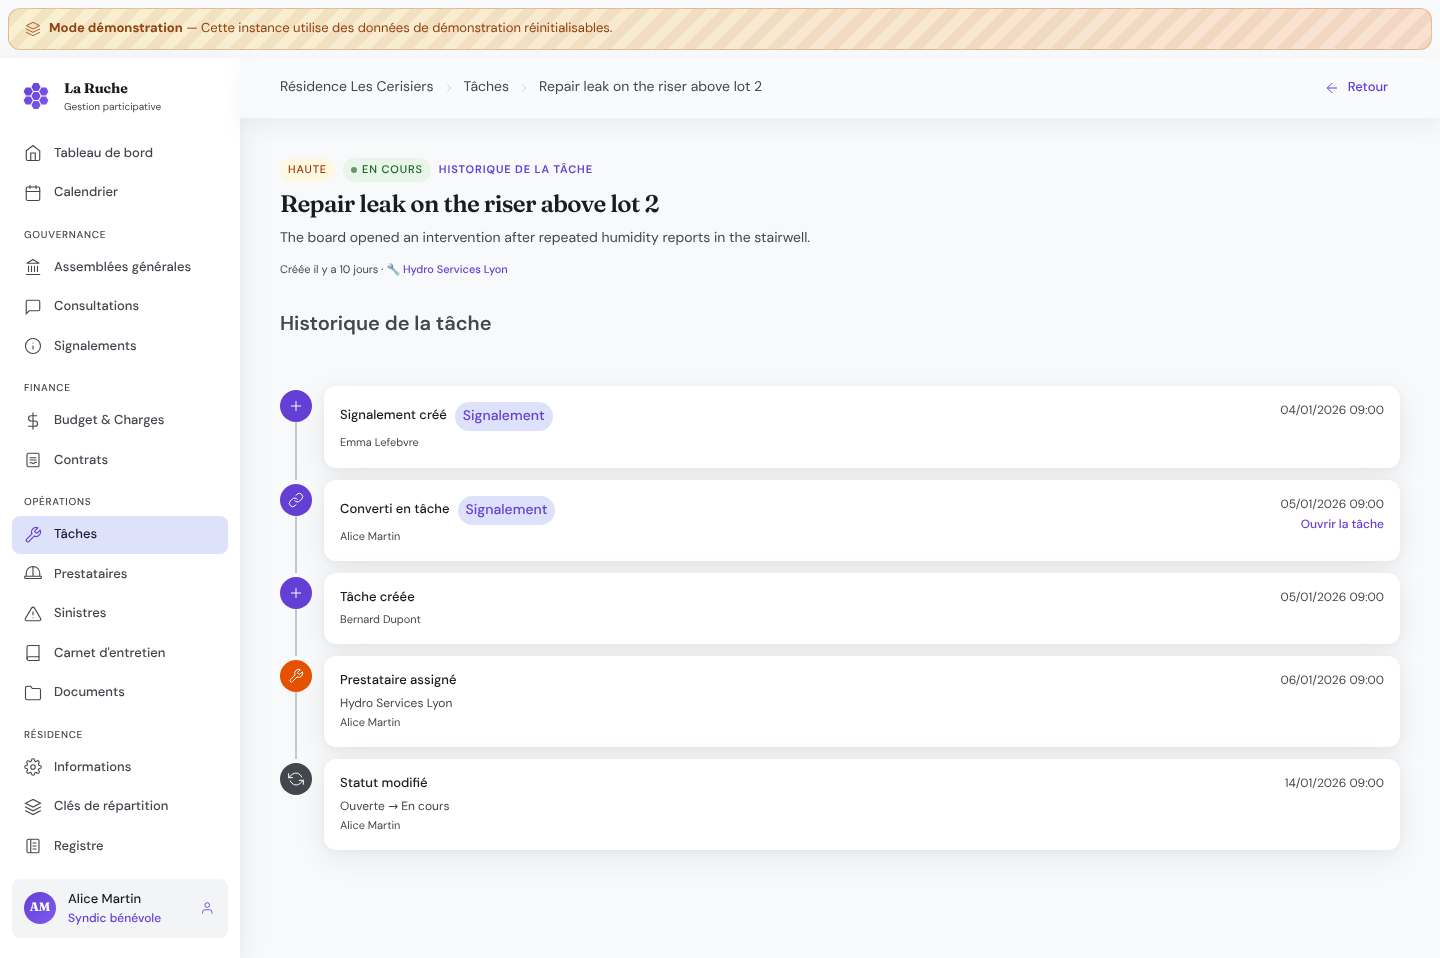 Mode démonstration — Cette instance utilise des données de démonstration réinitialisables.
La Ruche
Gestion participative
Tableau de bord
Calendrier
GOUVERNANCE
Assemblées générales
Consultations
Signalements
FINANCE
Budget & Charges
Contrats
OPÉRATIONS
Tâches
Prestataires
Sinistres
Carnet d'entretien
Documents
RÉSIDENCE
Informations
Clés de répartition
Registre
AM
Alice Martin
Syndic bénévole
Résidence Les Cerisiers > Tâches > Repair leak on the riser above lot 2
← Retour
HAUTE EN COURS HISTORIQUE DE LA TÂCHE
Repair leak on the riser above lot 2
The board opened an intervention after repeated humidity reports in the stairwell.
Créée il y a 10 jours · 🔧 Hydro Services Lyon
Historique de la tâche
Signalement créé Signalement 04/01/2026 09:00
Emma Lefebvre
Converti en tâche Signalement 05/01/2026 09:00
Ouvrir la tâche
Alice Martin
Tâche créée 05/01/2026 09:00
Bernard Dupont
Prestataire assigné 06/01/2026 09:00
Hydro Services Lyon
Alice Martin
Statut modifié 14/01/2026 09:00
Ouverte → En cours
Alice Martin